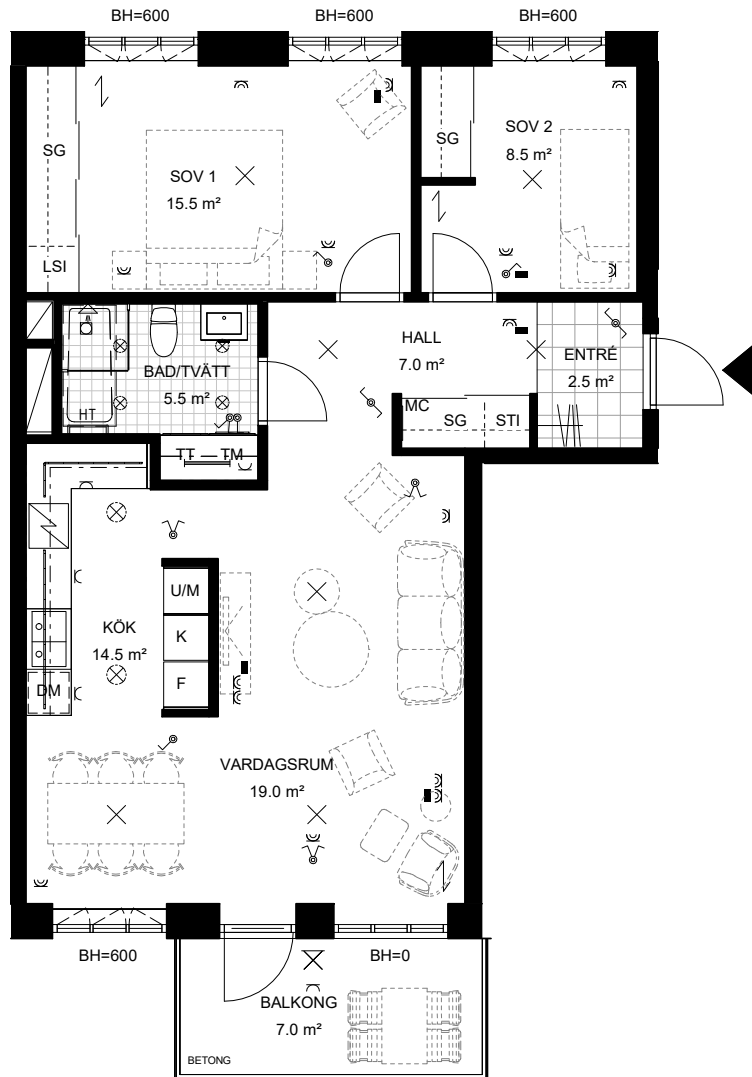 BH=600
BH=600
BH=600
SG
SOV 1
15.5 m²
LSI
SG
SOV 2
8.5 m²
HALL
7.0 m²
ENTRÉ
2.5 m²
BAD/TVÄTT
5.5 m²
HT
MC
SG
STI
TT
TM
U/M
K
F
KÖK
14.5 m²
DM
VARDAGSRUM
19.0 m²
BH=600
BH=0
BALKONG
7.0 m²
BETONG